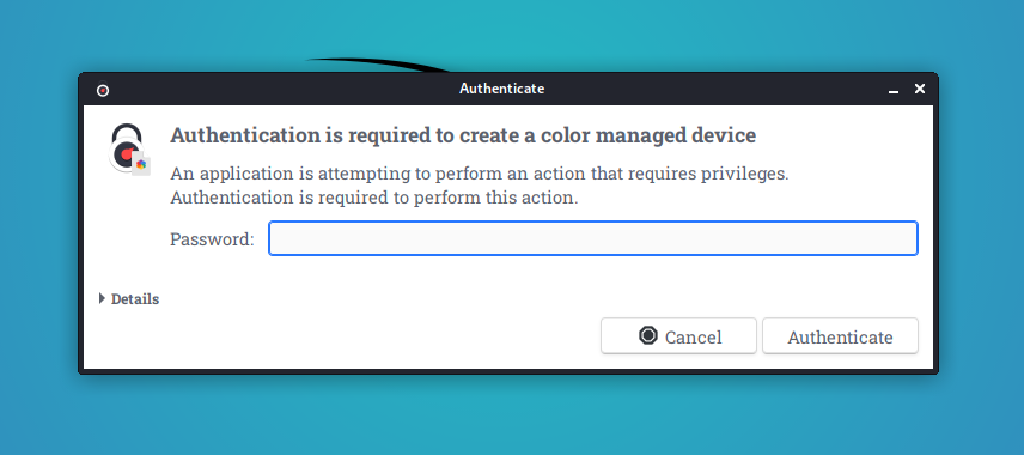 Authenticate
Authentication is required to create a color managed device
An application is attempting to perform an action that requires privileges.
Authentication is required to perform this action.
Password:
Details
Cancel Authenticate